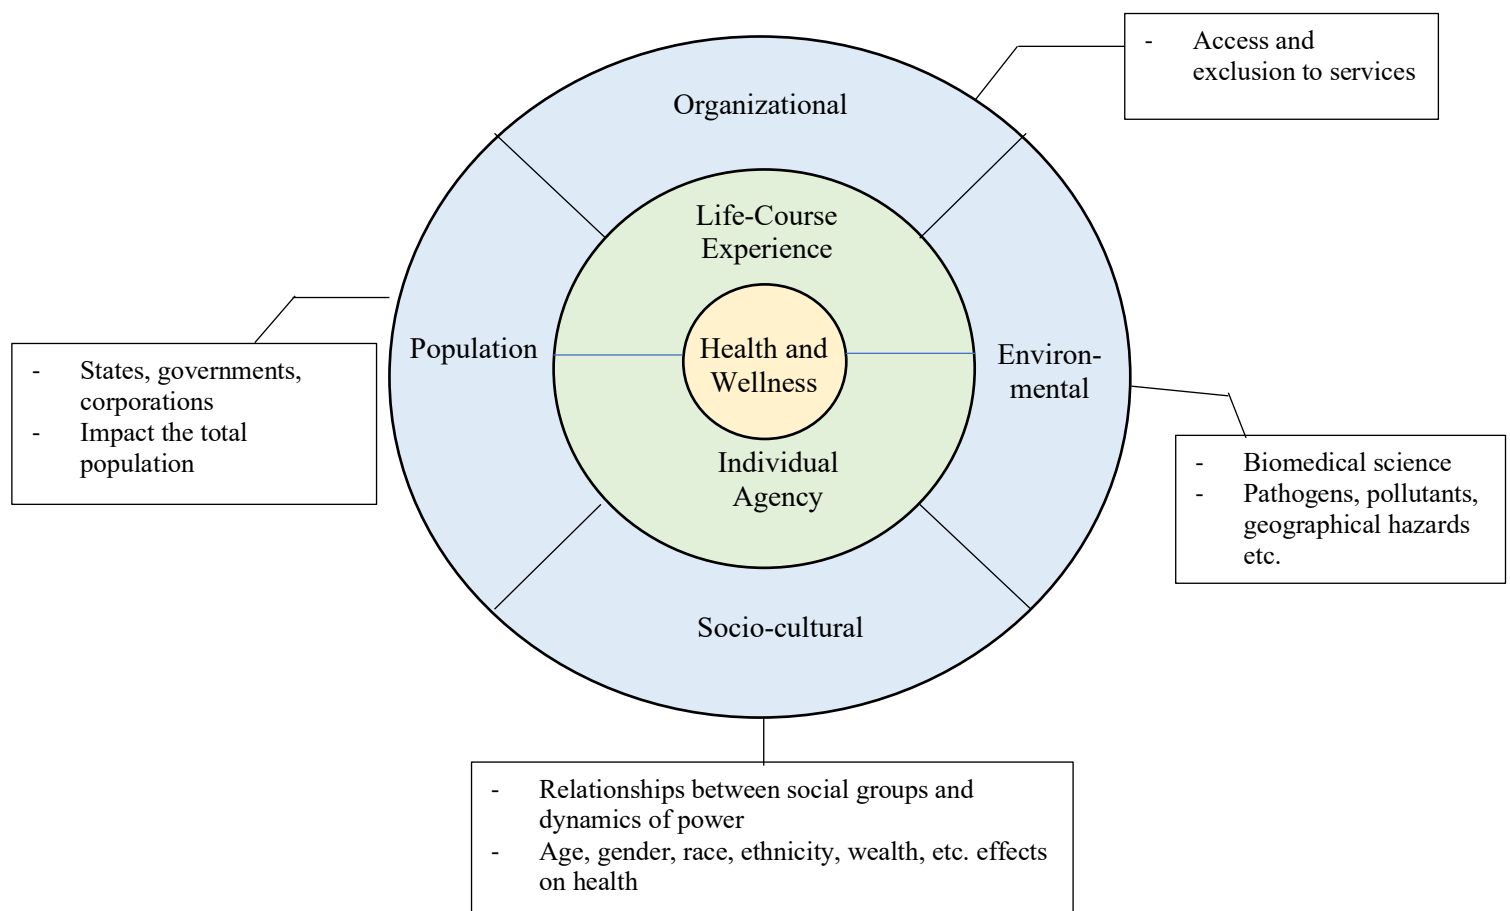 - Access and
exclusion to services
Organizational
Life-Course
Experience
Population
Health and
Wellness
Environ-
mental
- States, governments,
corporations
- Impact the total
population
Individual
Agency
- Biomedical science
- Pathogens, pollutants,
geographical hazards
etc.
Socio-cultural
- Relationships between social groups and
dynamics of power
- Age, gender, race, ethnicity, wealth, etc. effects
on health